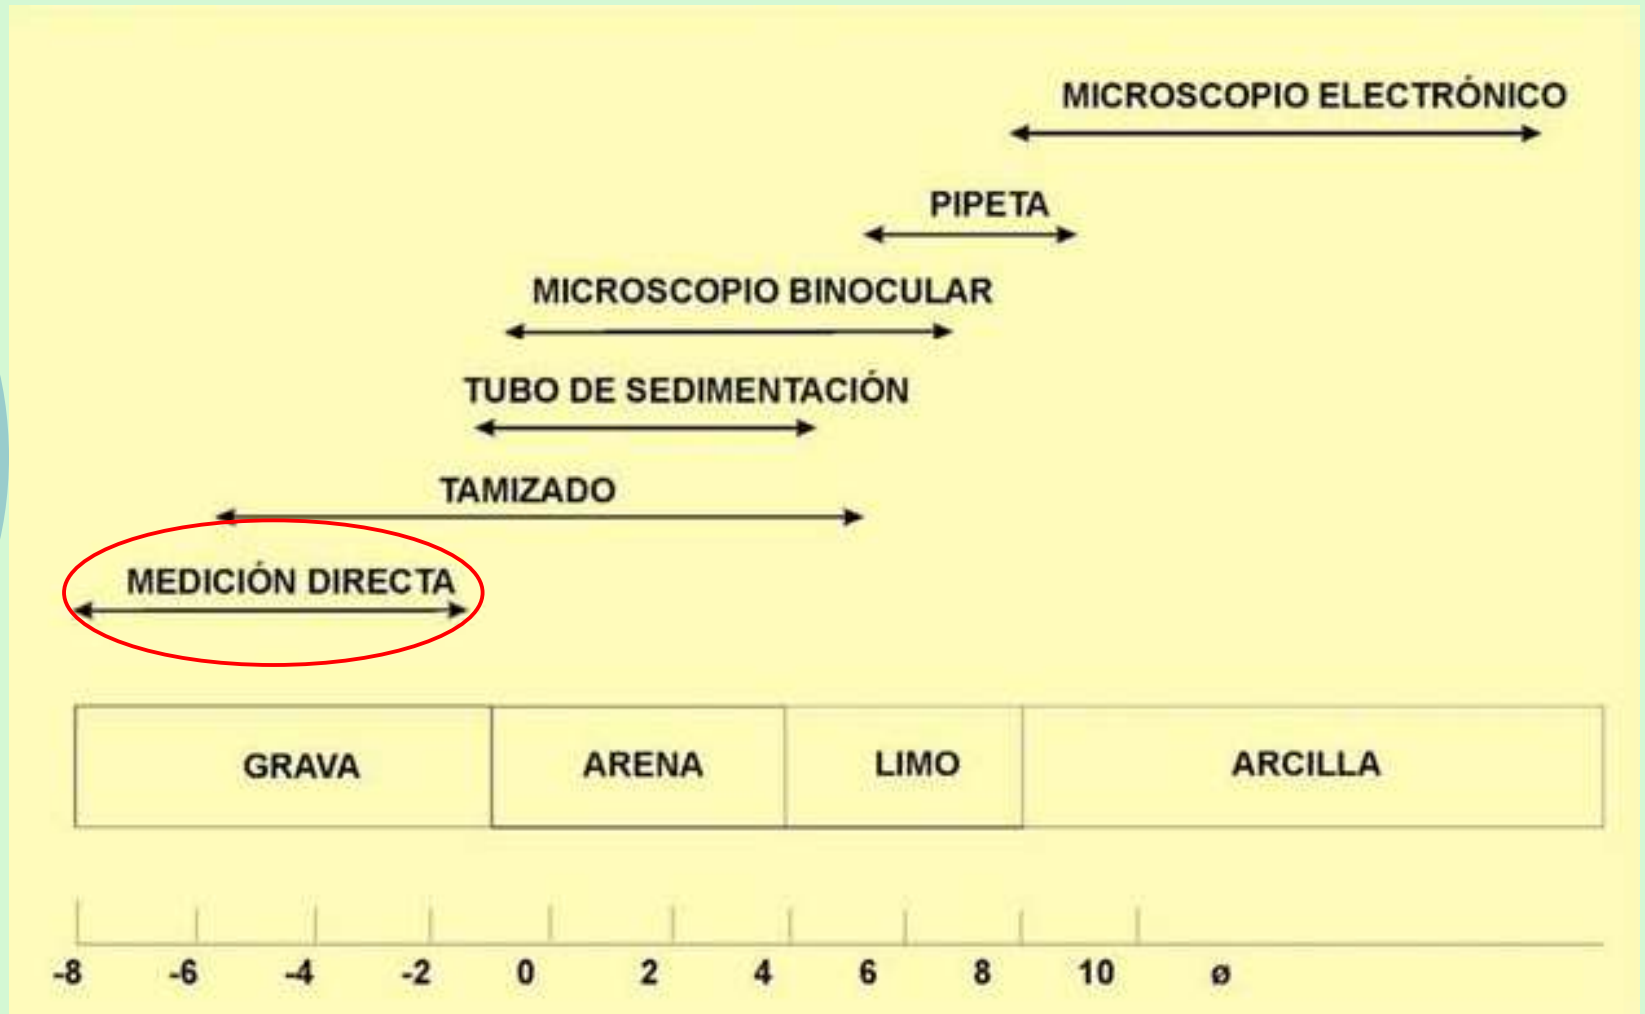 MICROSCOPIO ELECTRÓNICO
PIPETA
MICROSCOPIO BINOCULAR
TUBO DE SEDIMENTACIÓN
TAMIZADO
MEDICIÓN DIRECTA
GRAVA ARENA LIMO ARCILLA
-8 -6 -4 -2 0 2 4 6 8 10 ø